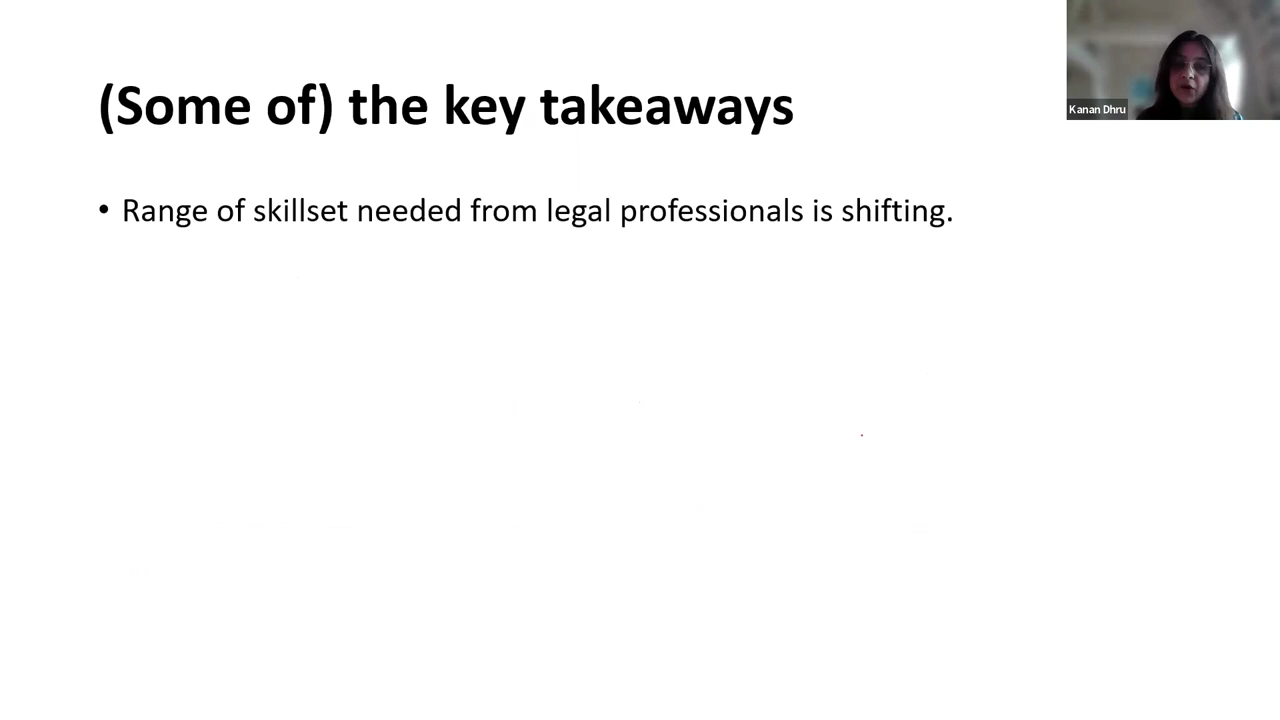 (Some of) the key takeaways
Kanan Dhru
• Range of skillset needed from legal professionals is shifting.